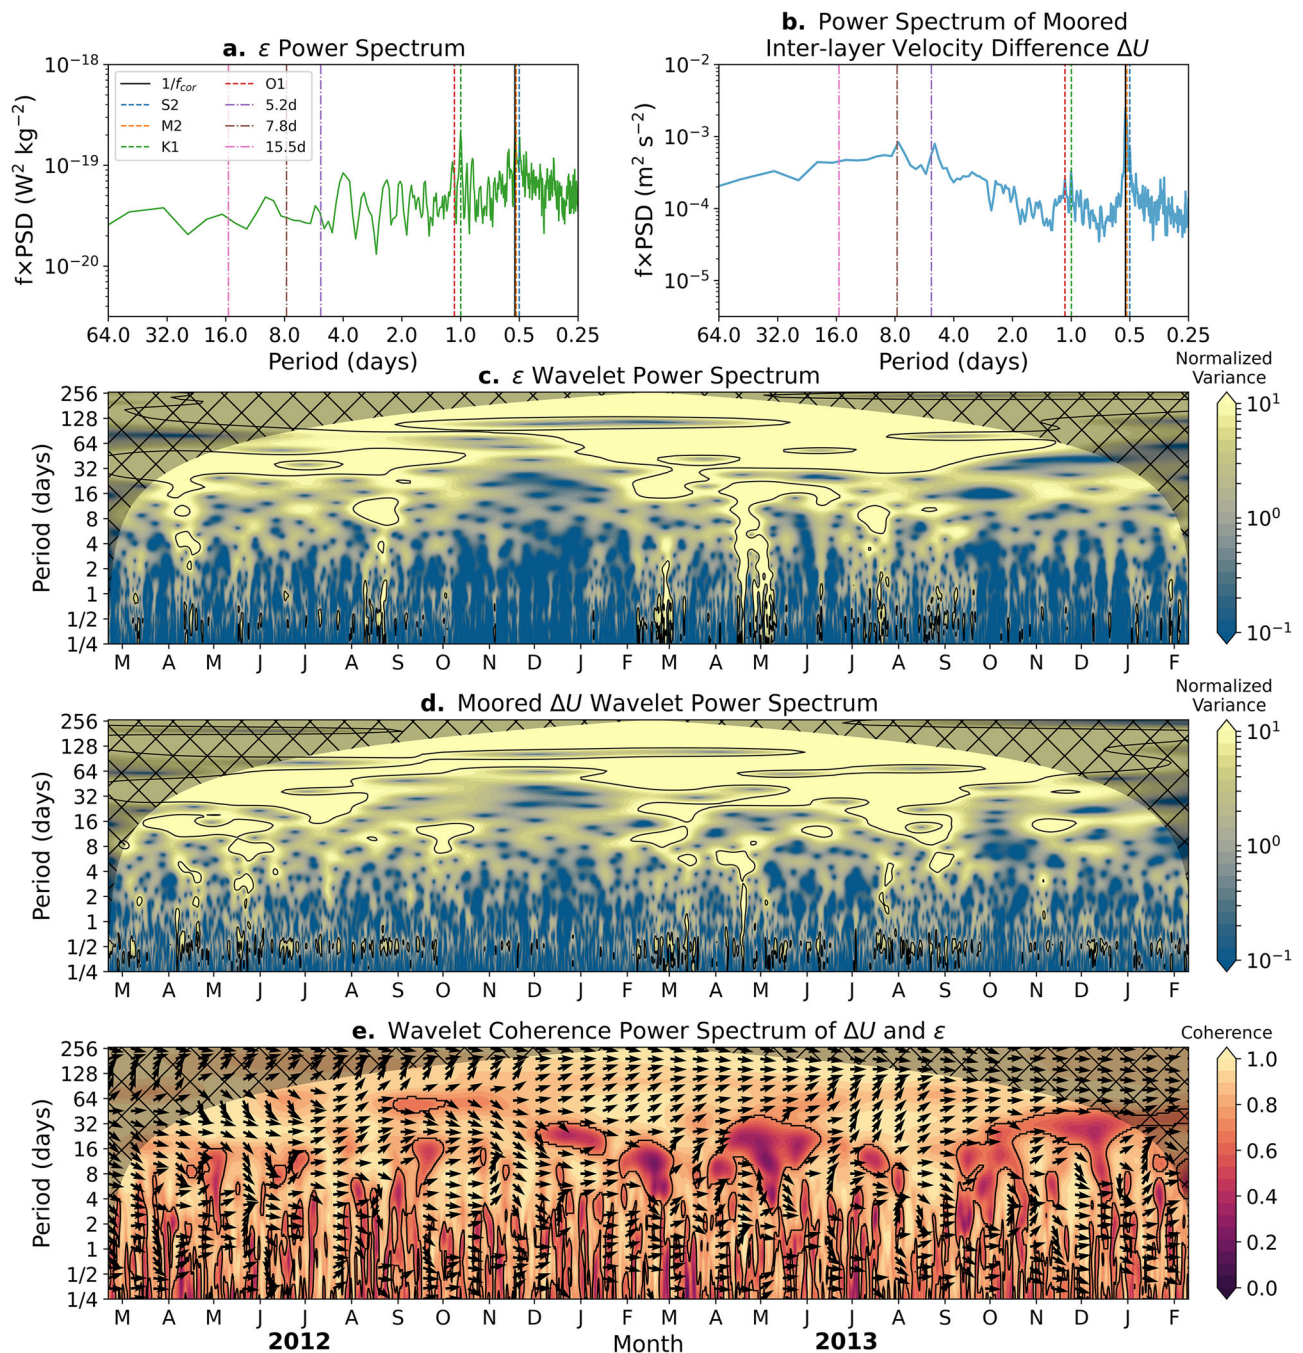 a. ε Power Spectrum
b. Power Spectrum of Moored
Inter-layer Velocity Difference ΔU
f×PSD (W² kg⁻²)
10⁻¹⁸
10⁻¹⁹
10⁻²⁰
1/f_cor
S2
M2
K1
O1
5.2d
7.8d
15.5d
64.0 32.0 16.0 8.0 4.0 2.0 1.0 0.5 0.25
Period (days)
f×PSD (m² s⁻²)
10⁻²
10⁻³
10⁻⁴
10⁻⁵
64.0 32.0 16.0 8.0 4.0 2.0 1.0 0.5 0.25
Period (days)
c. ε Wavelet Power Spectrum
Normalized
Variance
Period (days)
256
128
64
32
16
8
4
2
1
1/2
1/4
M A M J J A S O N D J F M A M J J A S O N D J F
10¹
10⁰
10⁻¹
d. Moored ΔU Wavelet Power Spectrum
Normalized
Variance
Period (days)
256
128
64
32
16
8
4
2
1
1/2
1/4
M A M J J A S O N D J F M A M J J A S O N D J F
10¹
10⁰
10⁻¹
e. Wavelet Coherence Power Spectrum of ΔU and ε
Coherence
Period (days)
256
128
64
32
16
8
4
2
1
1/2
1/4
M A M J J A S O N D J F M A M J J A S O N D J F
1.0
0.8
0.6
0.4
0.2
0.0
2012 Month 2013